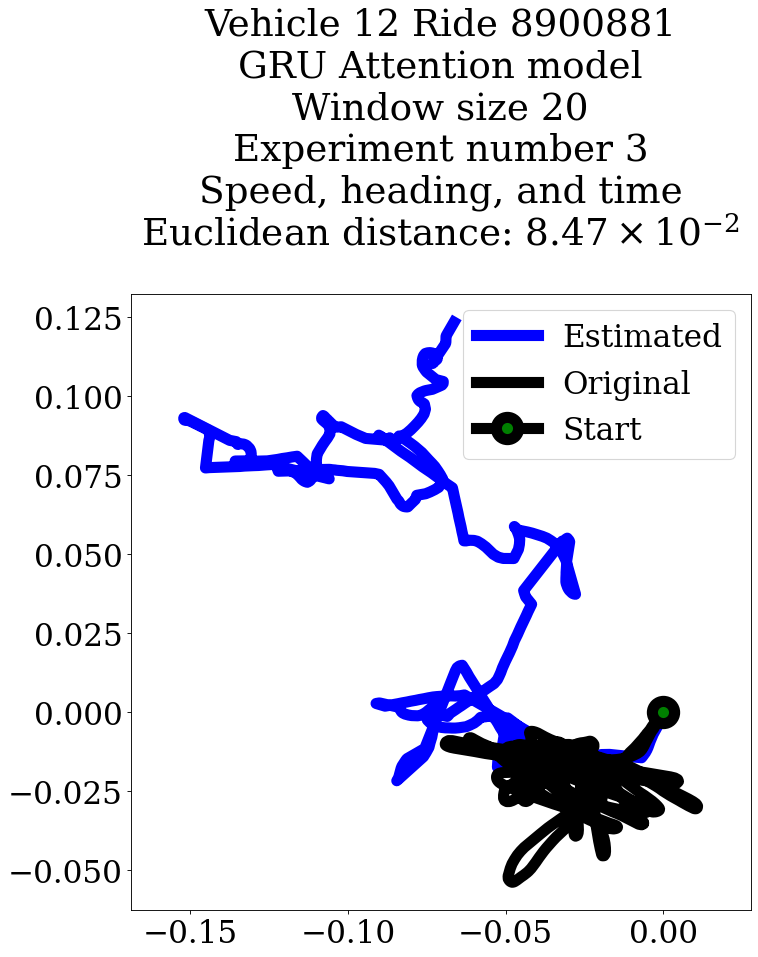 Vehicle 12 Ride 8900881
GRU Attention model
Window size 20
Experiment number 3
Speed, heading, and time
Euclidean distance: 8.47 × 10⁻²
Estimated
Original
Start
0.125
0.100
0.075
0.050
0.025
0.000
−0.025
−0.050
−0.15 −0.10 −0.05 0.00